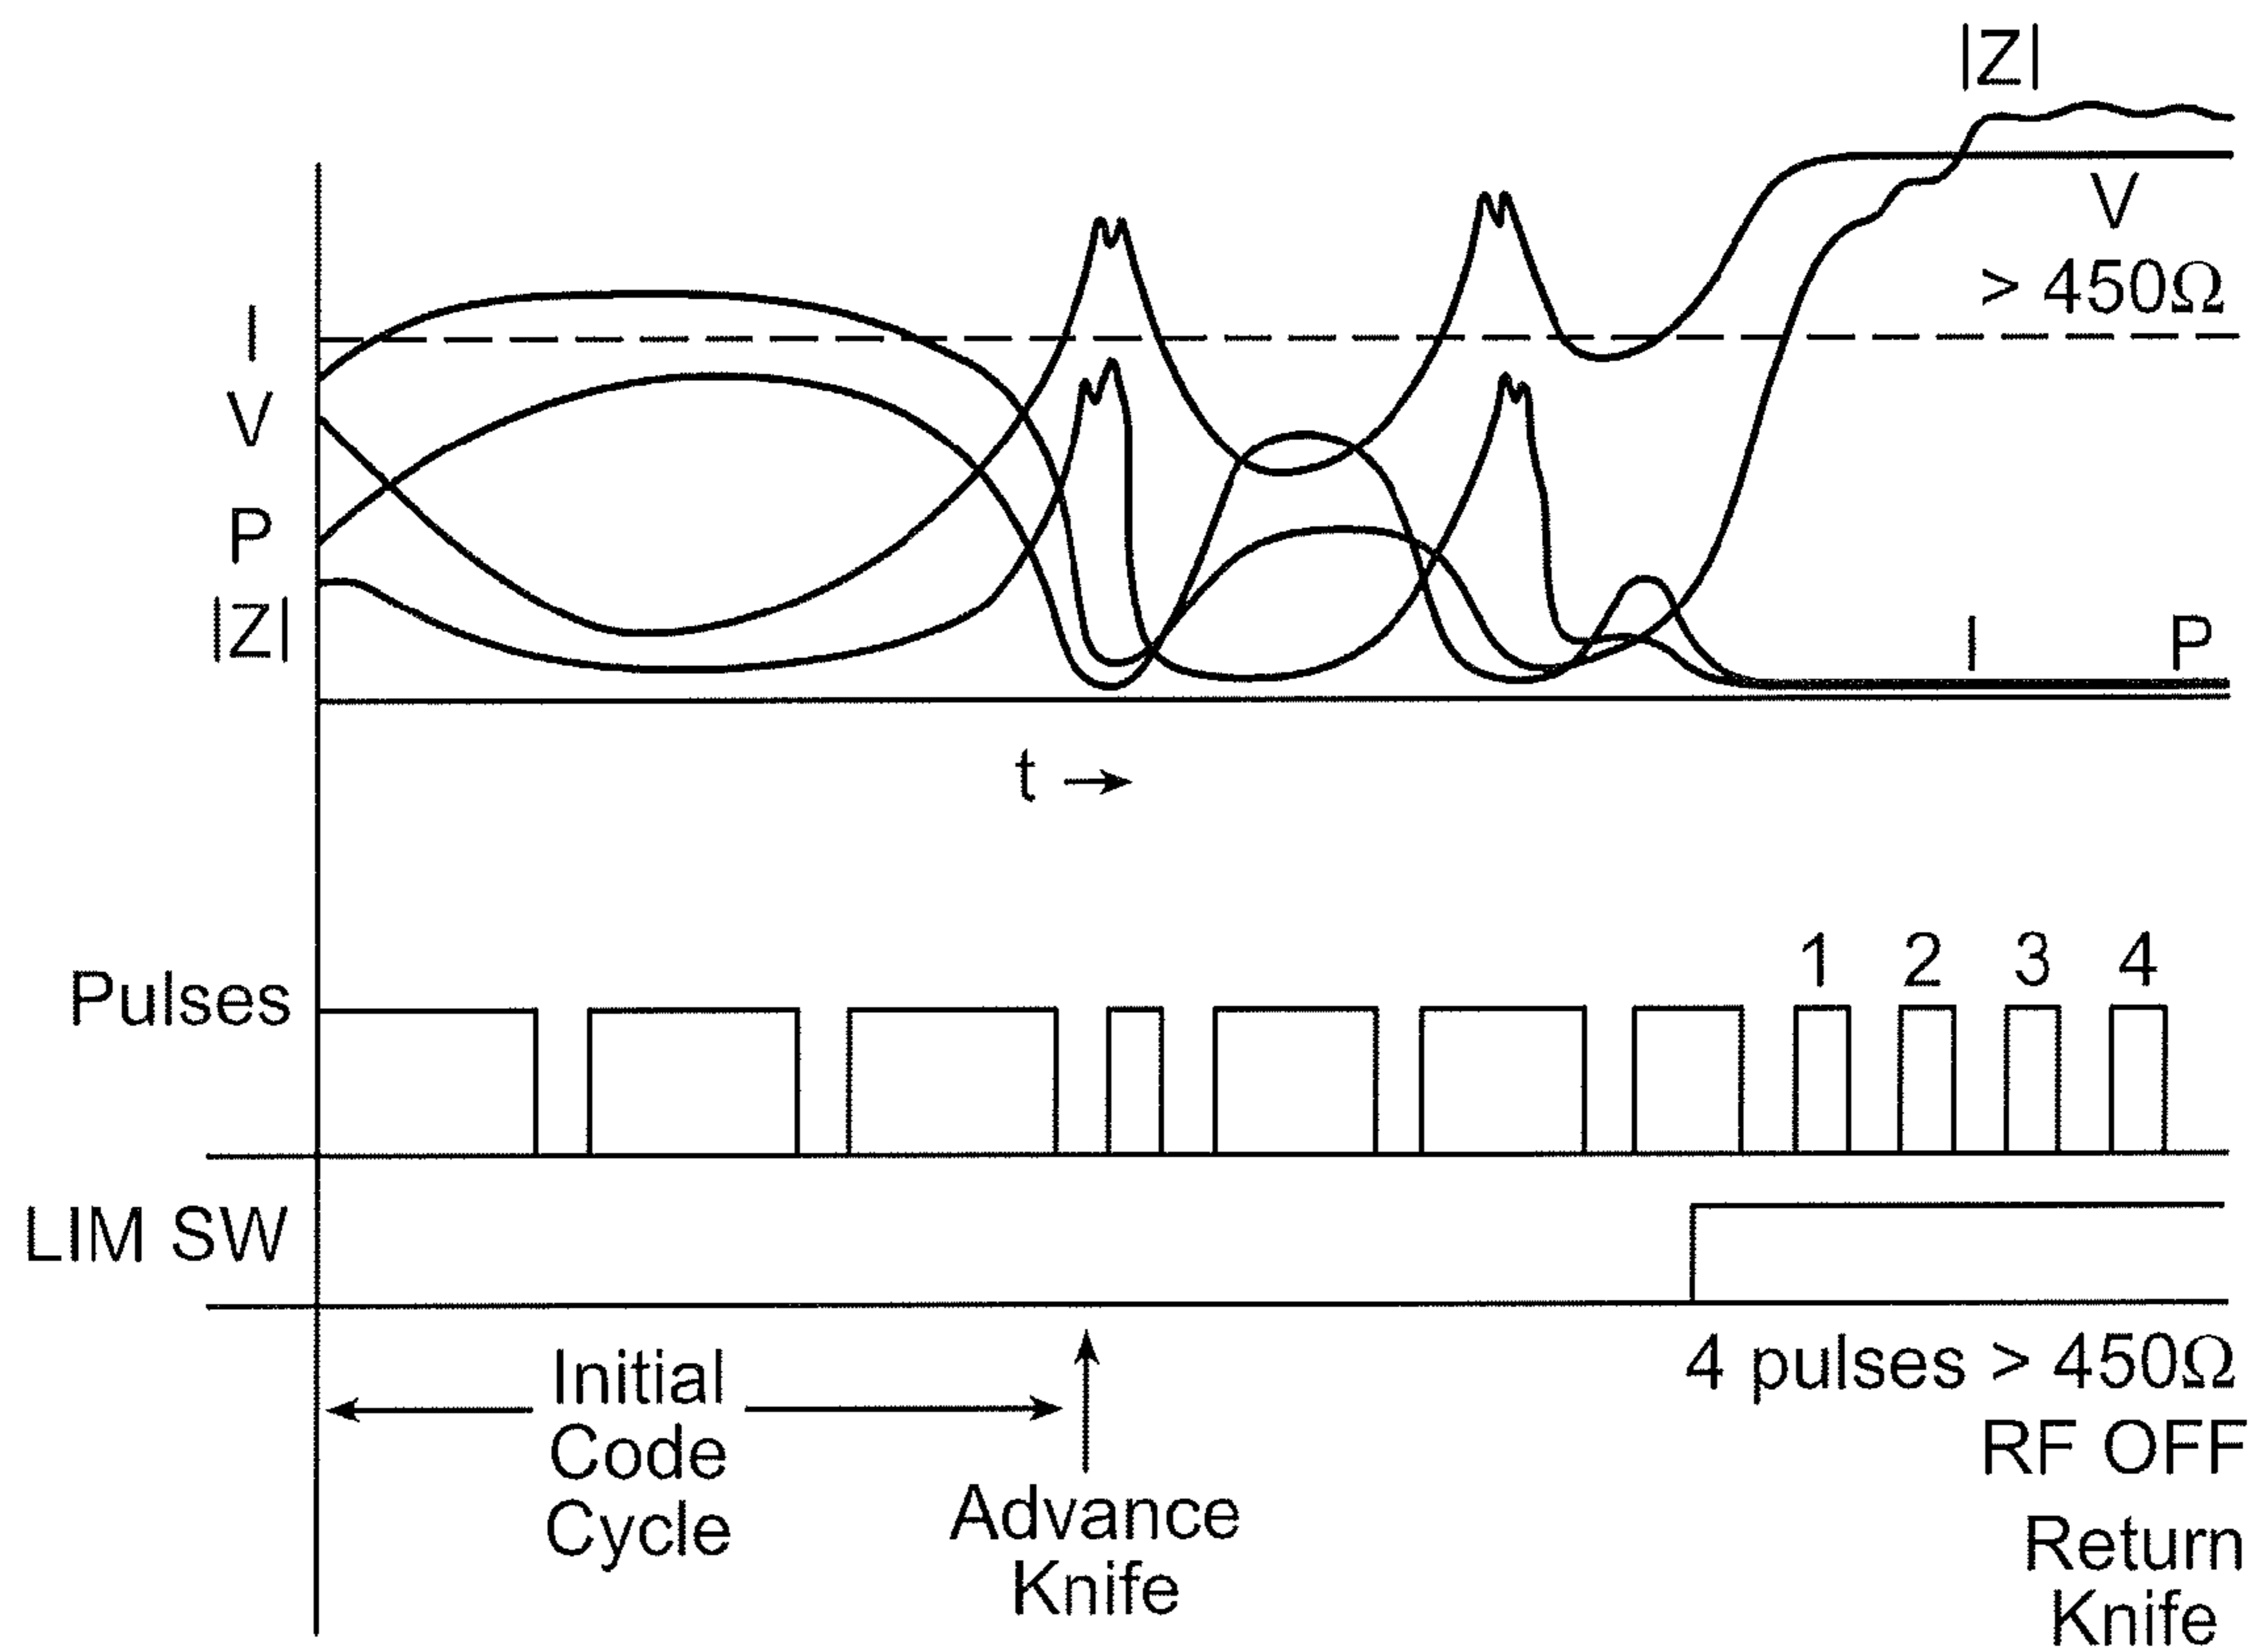 |Z|
I
V
P
|Z|
V
> 450Ω
I
P
t
Pulses
1
2
3
4
LIM SW
Initial
Code
Cycle
Advance
Knife
4 pulses > 450Ω
RF OFF
Return
Knife